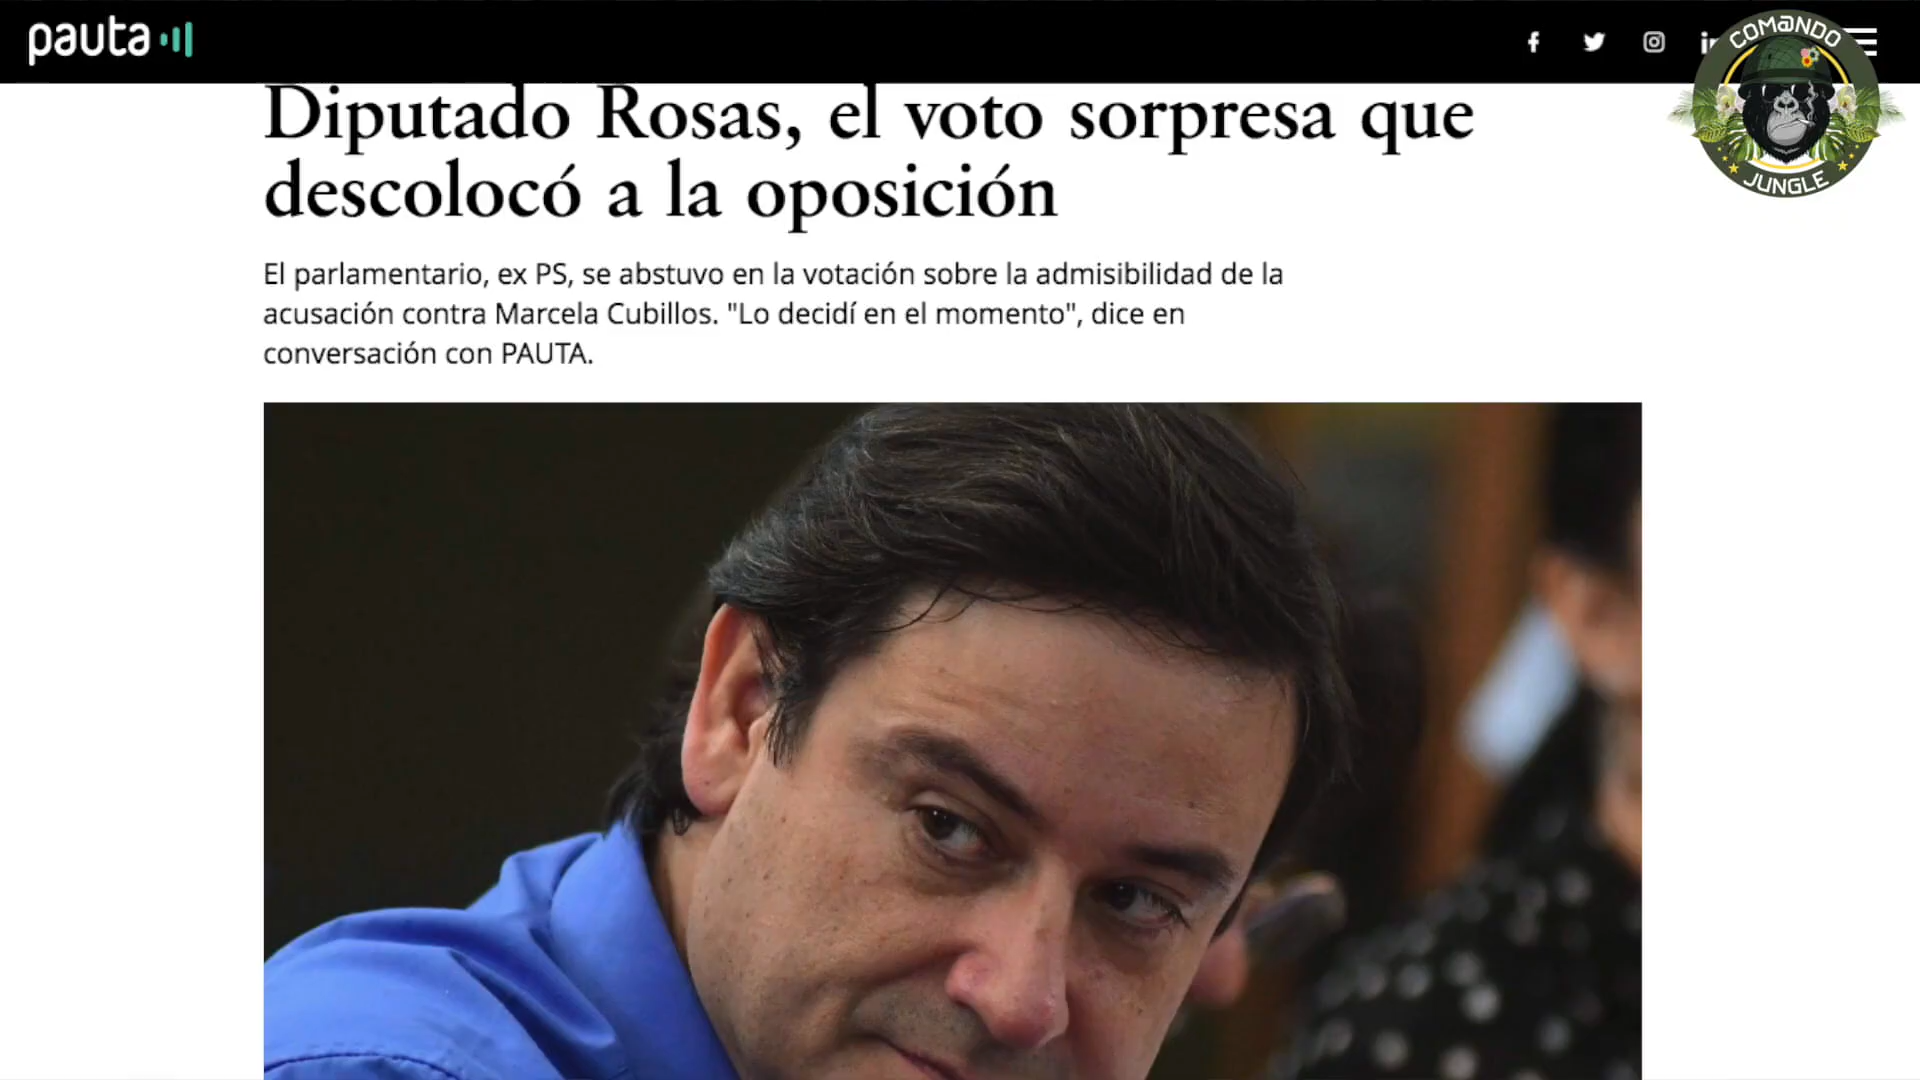 pauta
COM@NDO
JUNGLE
Diputado Rosas, el voto sorpresa que
descolocó a la oposición
El parlamentario, ex PS, se abstuvo en la votación sobre la admisibilidad de la
acusación contra Marcela Cubillos. "Lo decidí en el momento", dice en
conversación con PAUTA.